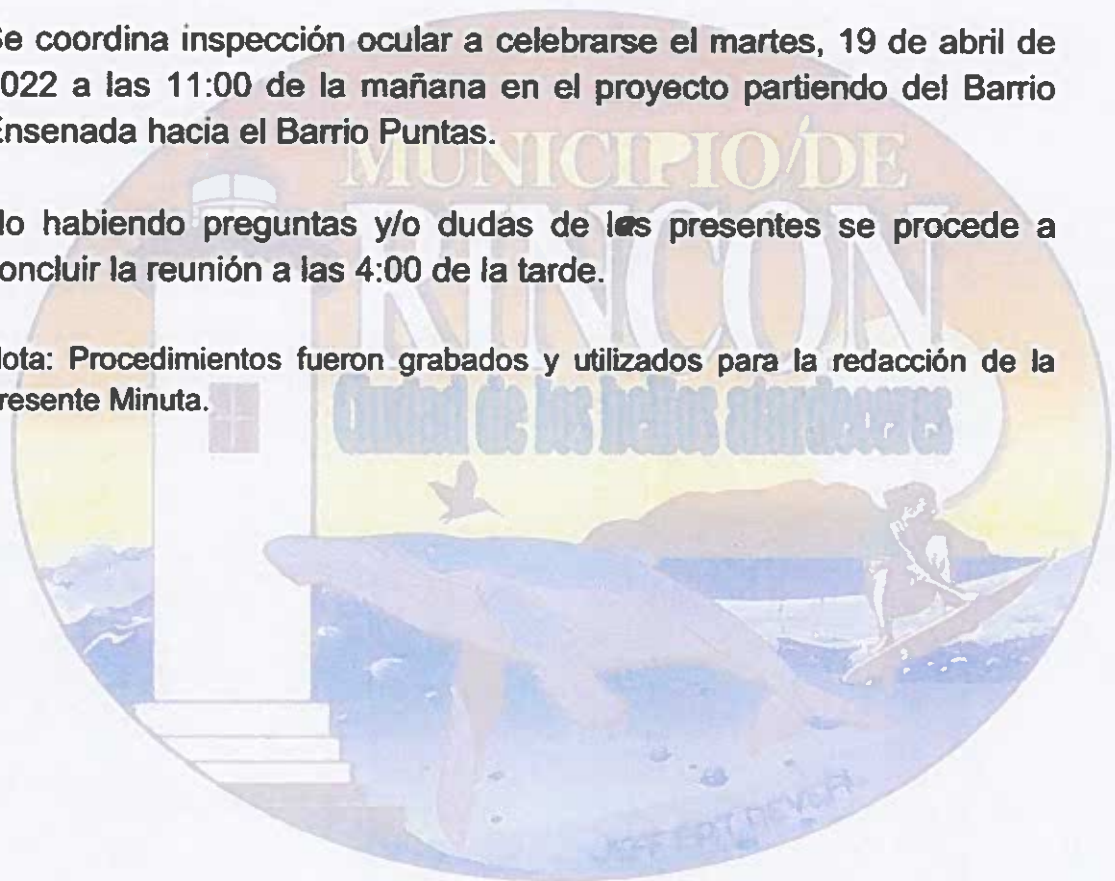 Se coordina inspección ocular a celebrarse el martes, 19 de abril de
2022 a las 11:00 de la mañana en el proyecto partiendo del Barrio
Ensenada hacia el Barrio Puntas.
No habiendo preguntas y/o dudas de los presentes se procede a
concluir la reunión a las 4:00 de la tarde.
Nota: Procedimientos fueron grabados y utilizados para la redacción de la
presente Minuta.
MUNICIPIO DE
RINCON
Ciudad de los bellos atardeceres